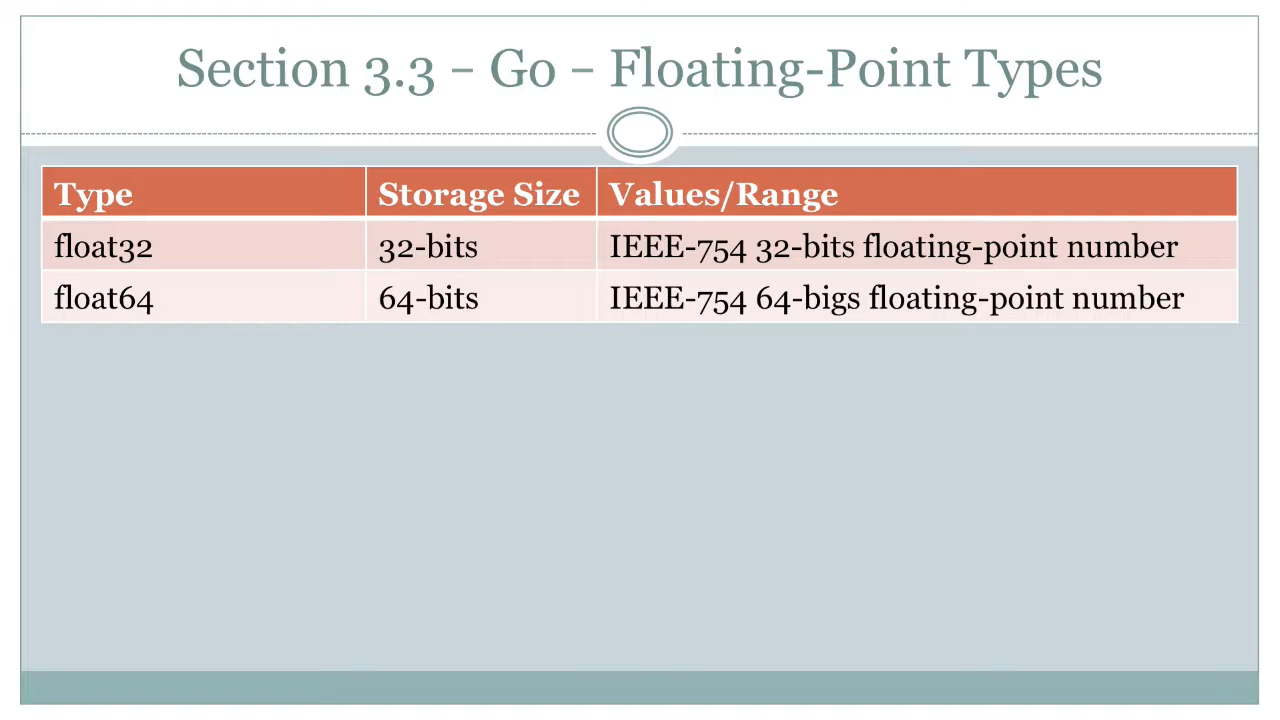 Section 3.3 – Go – Floating-Point Types
Type Storage Size Values/Range
float32 32-bits IEEE-754 32-bits floating-point number
float64 64-bits IEEE-754 64-bigs floating-point number